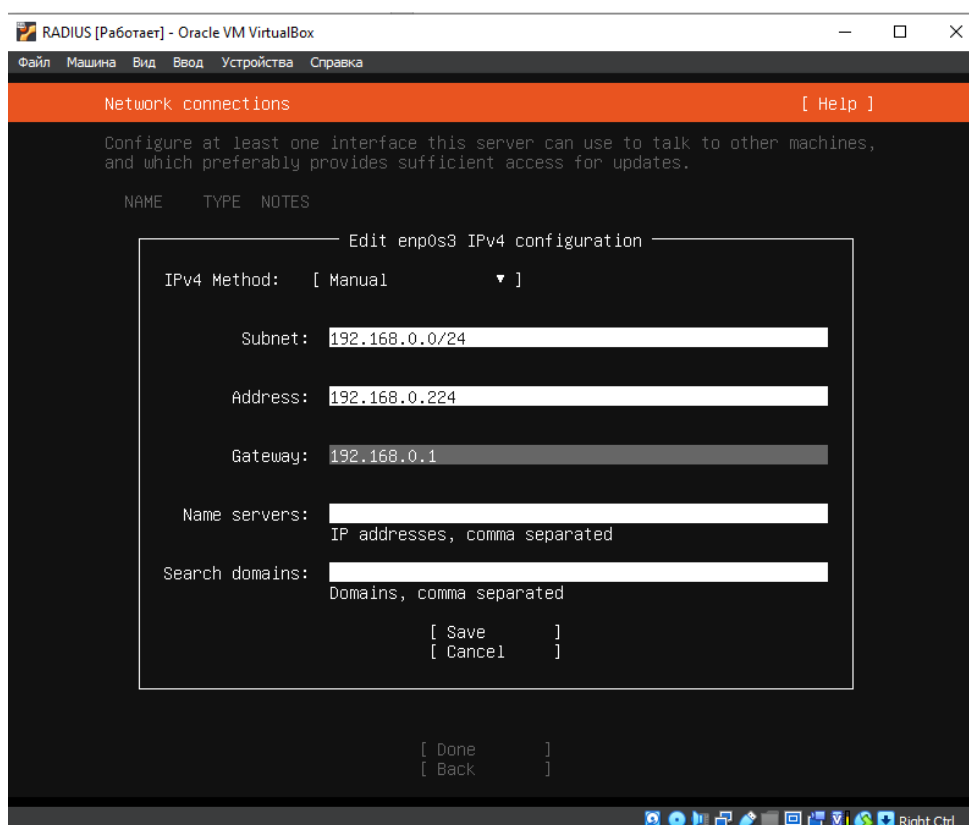 RADIUS [Работает] - Oracle VM VirtualBox
Файл Машина Вид Ввод Устройства Справка
Network connections [ Help ]
Configure at least one interface this server can use to talk to other machines,
and which preferably provides sufficient access for updates.
NAME TYPE NOTES
Edit enp0s3 IPv4 configuration
IPv4 Method: [ Manual ▾ ]
Subnet: 192.168.0.0/24
Address: 192.168.0.224
Gateway: 192.168.0.1
Name servers:
IP addresses, comma separated
Search domains:
Domains, comma separated
[ Save ]
[ Cancel ]
[ Done ]
[ Back ]
Right Ctrl